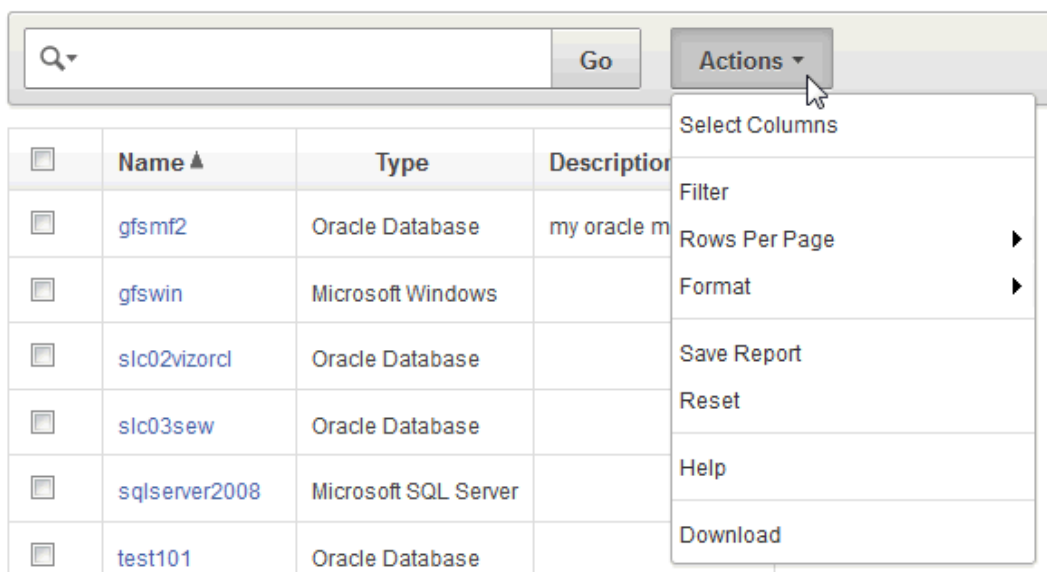 Go
Actions
Select Columns
Filter
Rows Per Page
Format
Save Report
Reset
Help
Download
Name Type
gfsmf2 Oracle Database my oracle
gfswin Microsoft Windows
slc02vizorcl Oracle Database
slc03sew Oracle Database
sqlserver2008 Microsoft SQL Server
test101 Oracle Database